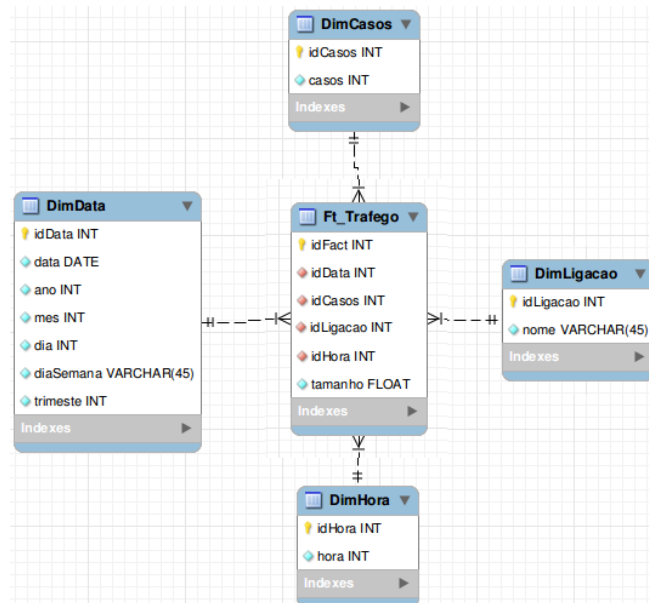 DimCasos
idCasos INT
casos INT
Indexes
DimData
idData INT
data DATE
ano INT
mes INT
dia INT
diaSemana VARCHAR(45)
trimeste INT
Indexes
Ft_Trafego
idFact INT
idData INT
idCasos INT
idLigacao INT
idHora INT
tamanho FLOAT
Indexes
DimLigacao
idLigacao INT
nome VARCHAR(45)
Indexes
DimHora
idHora INT
hora INT
Indexes